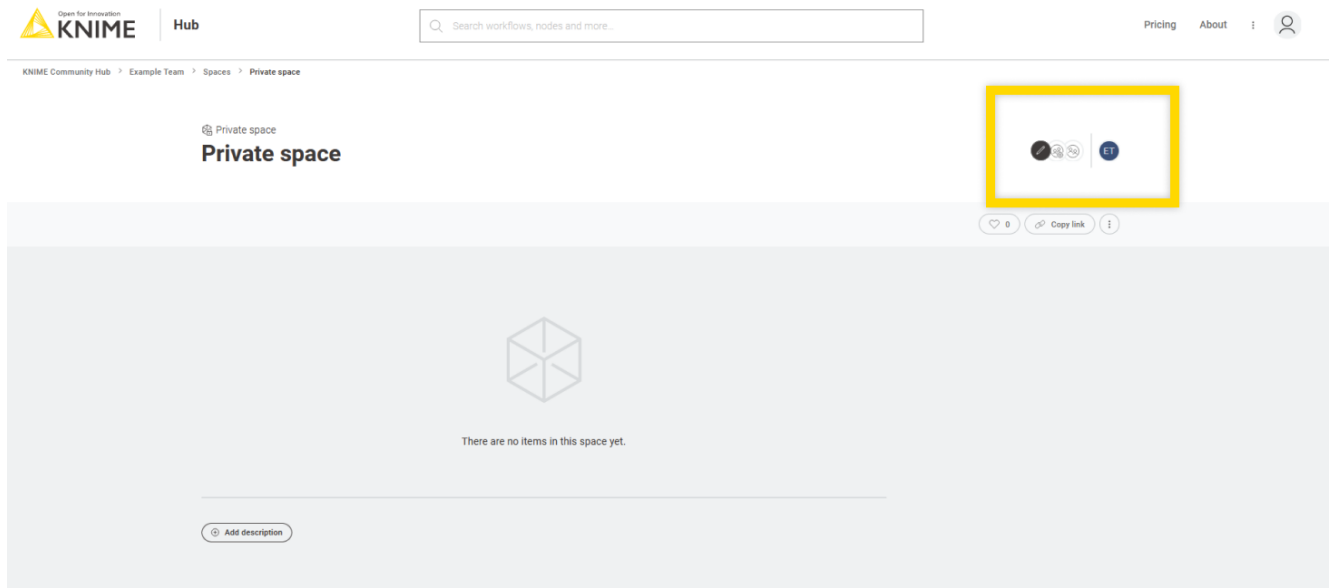 Open for Innovation
KNIME
Hub
Search workflows, nodes and more...
Pricing
About
KNIME Community Hub > Example Team > Spaces > Private space
Private space
Private space
ET
0
Copy link
There are no items in this space yet.
Add description